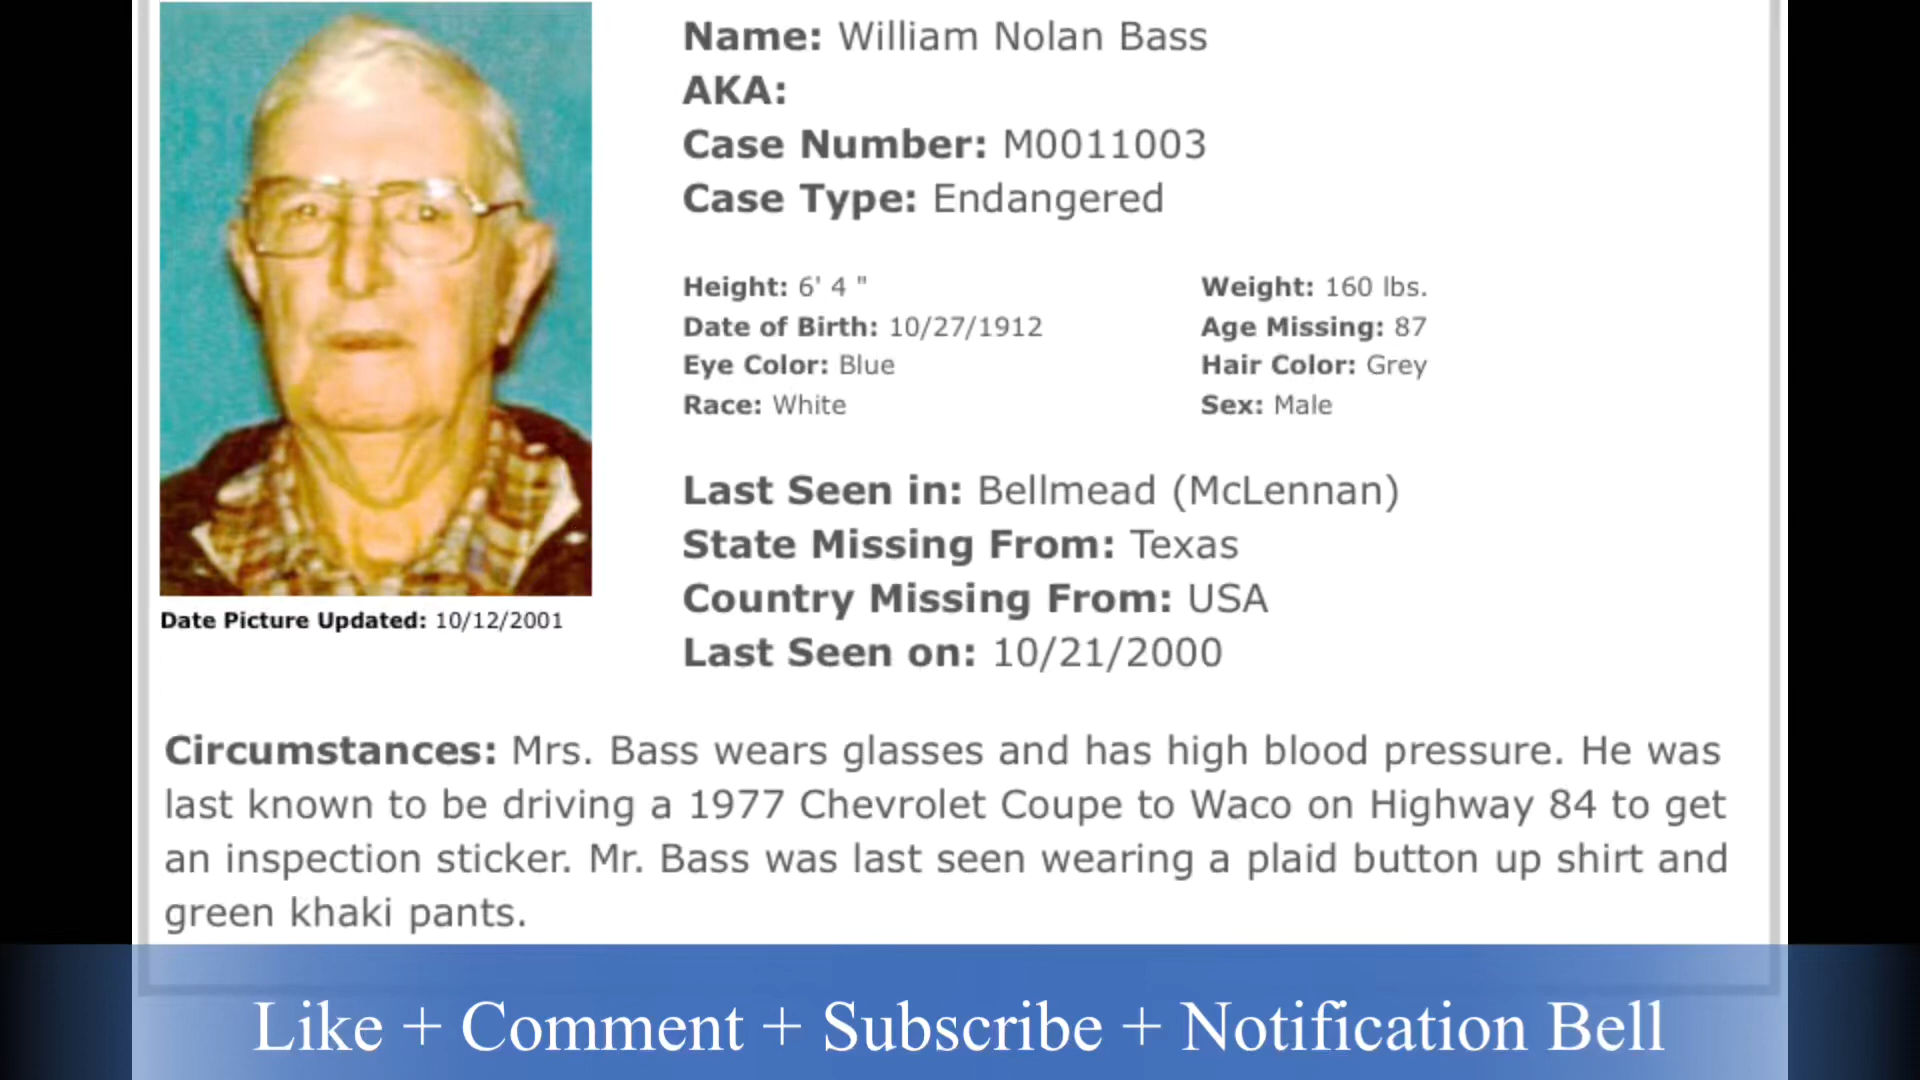 Name: William Nolan Bass
AKA:
Case Number: M0011003
Case Type: Endangered
Height: 6' 4 "
Weight: 160 lbs.
Date of Birth: 10/27/1912
Age Missing: 87
Eye Color: Blue
Hair Color: Grey
Race: White
Sex: Male
Last Seen in: Bellmead (McLennan)
State Missing From: Texas
Country Missing From: USA
Last Seen on: 10/21/2000
Date Picture Updated: 10/12/2001
Circumstances: Mrs. Bass wears glasses and has high blood pressure. He was
last known to be driving a 1977 Chevrolet Coupe to Waco on Highway 84 to get
an inspection sticker. Mr. Bass was last seen wearing a plaid button up shirt and
green khaki pants.
Like + Comment + Subscribe + Notification Bell